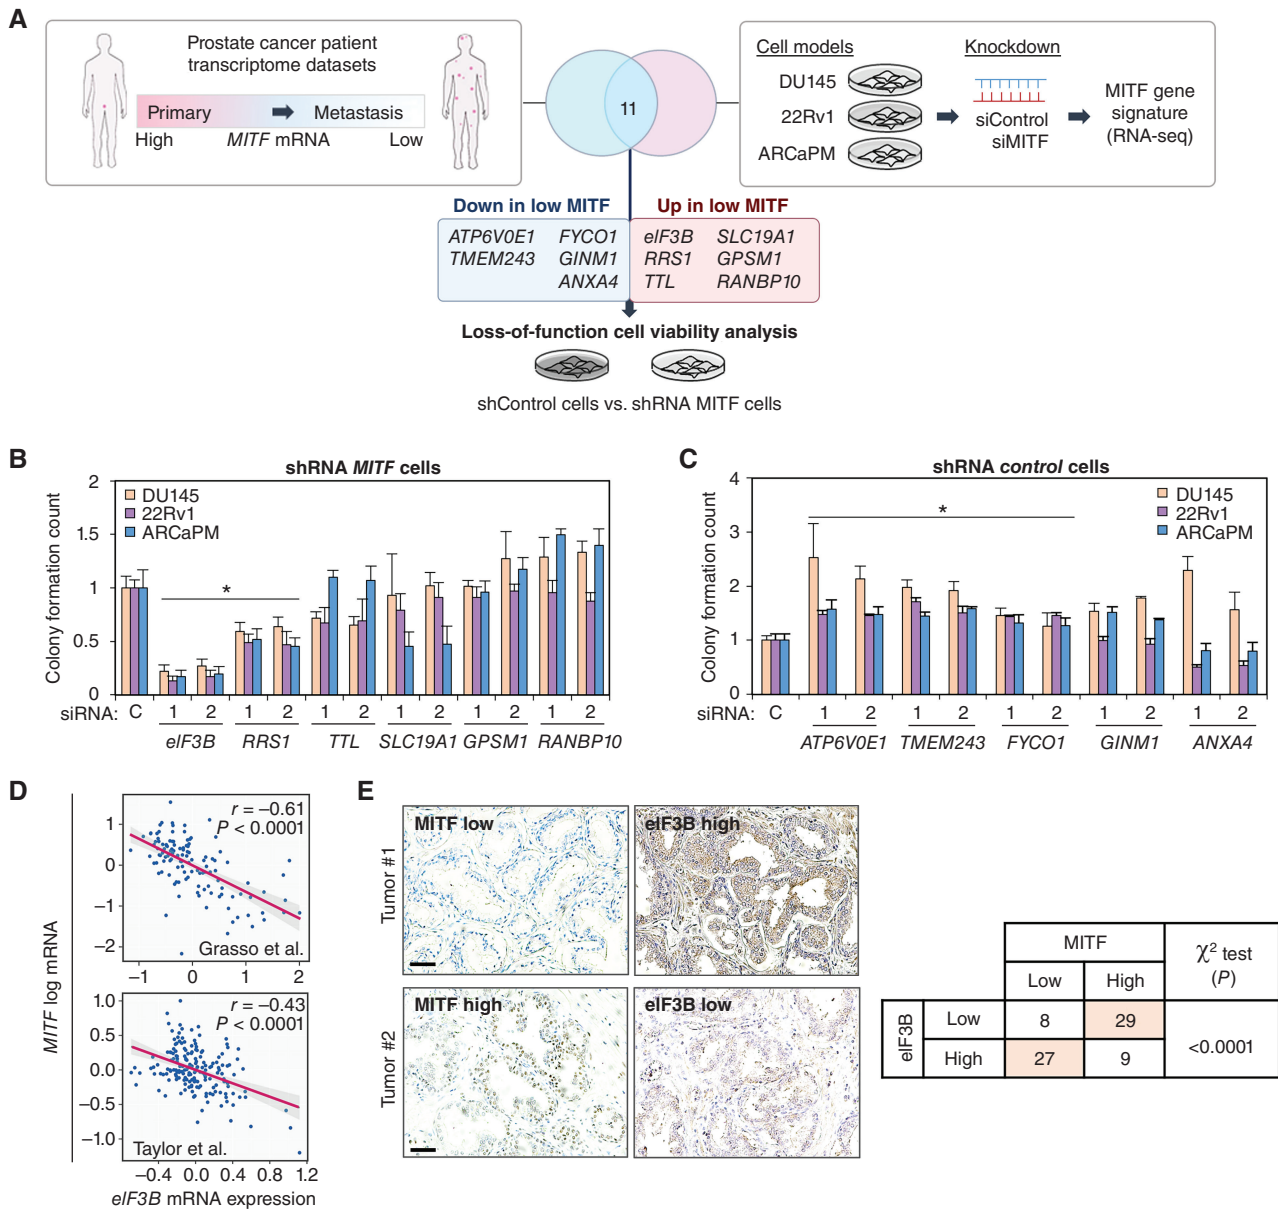 A
Prostate cancer patient
transcriptome datasets
Primary
Metastasis
High
MITF mRNA
Low
11
Cell models
Knockdown
DU145
22Rv1
ARCaPM
siControl
siMITF
MITF gene
signature
(RNA-seq)
Down in low MITF
Up in low MITF
ATP6V0E1 FYCO1
TMEM243 GINM1
ANXA4
eIF3B SLC19A1
RRS1 GPSM1
TTL RANBP10
Loss-of-function cell viability analysis
shControl cells vs. shRNA MITF cells
B
shRNA MITF cells
Colony formation count
2
1.5
1
0.5
0
DU145
22Rv1
ARCaPM
*
siRNA: C 1 2 1 2 1 2 1 2 1 2 1 2
eIF3B RRS1 TTL SLC19A1 GPSM1 RANBP10
C
shRNA control cells
Colony formation count
4
3
2
1
0
DU145
22Rv1
ARCaPM
*
siRNA: C 1 2 1 2 1 2 1 2 1 2
ATP6V0E1 TMEM243 FYCO1 GINM1 ANXA4
D
MITF log mRNA
r = –0.61
P < 0.0001
1
0
–1
–2
Grasso et al.
–1 0 1 2
r = –0.43
P < 0.0001
1.0
0.5
0.0
–0.5
–1.0
Taylor et al.
–0.4 0.0 0.4 0.8 1.2
eIF3B mRNA expression
E
Tumor #1
MITF low
eIF3B high
Tumor #2
MITF high
eIF3B low
MITF
χ² test
(P)
Low High
eIF3B
Low 8 29
<0.0001
High 27 9